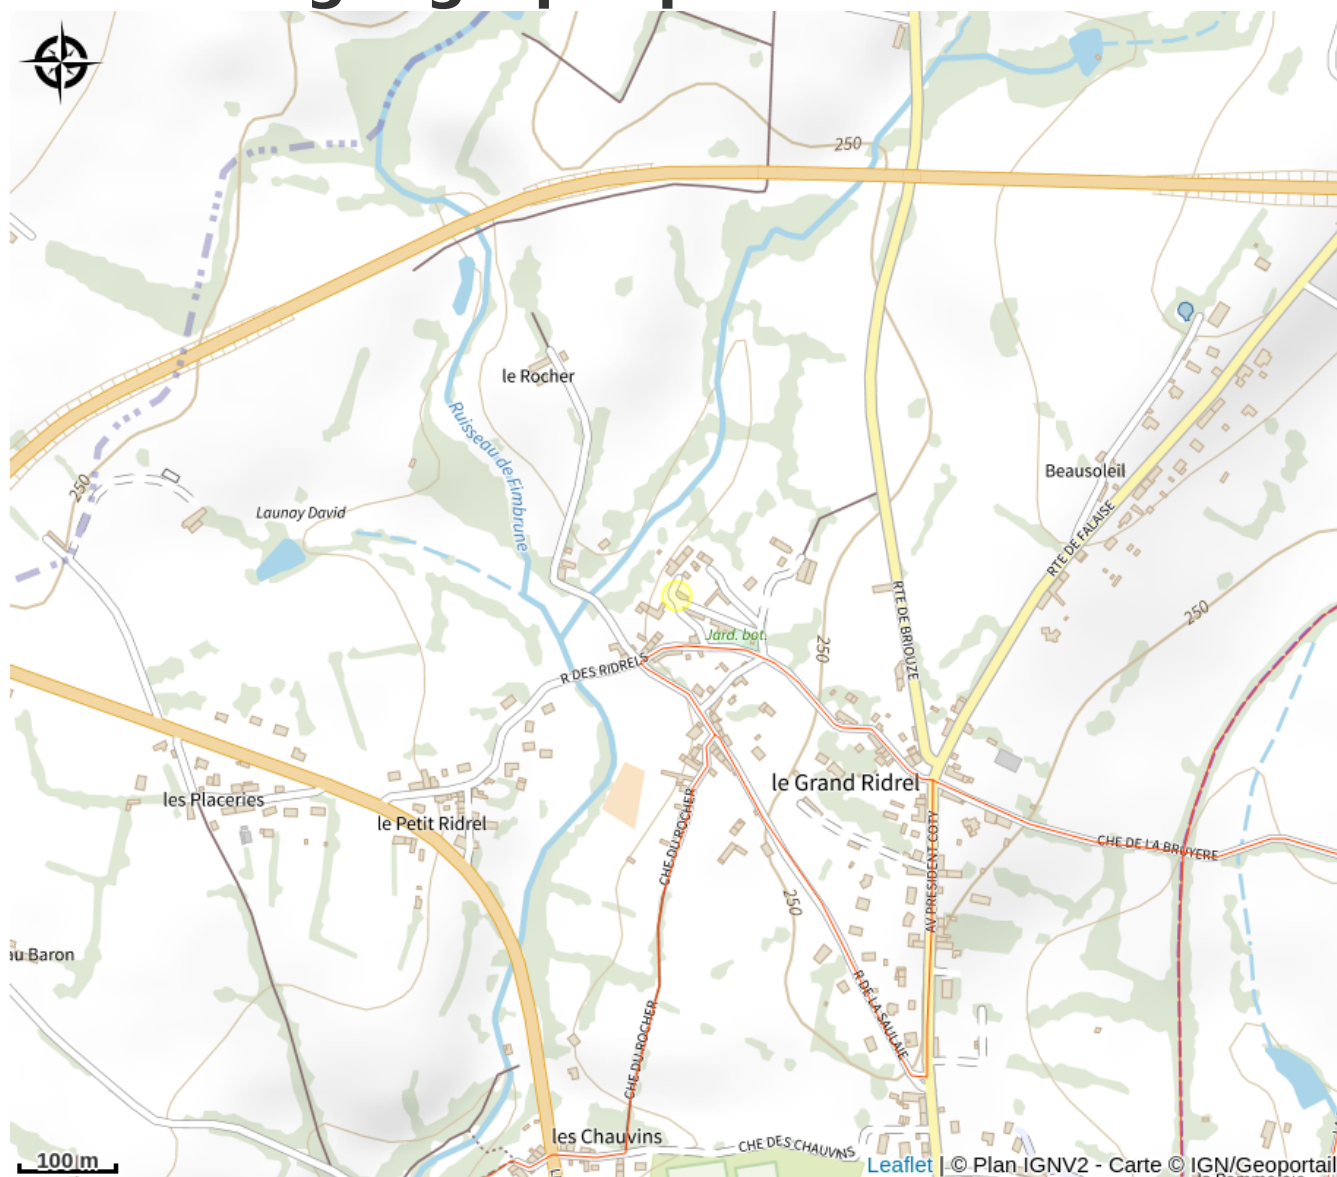 250
le Rocher
Ruisseau de Fimbrune
Beausoleil
250
Launay David
RTE DE FALAISE
RTE DE BRIOUZE
250
Jard. bot.
250
R DES RIDRELS
le Grand Ridrel
les Placeries
le Petit Ridrel
CHE DU ROCHER
AV PRESIDENT COTY
CHE DE LA BRUYERE
250
au Baron
R DE LA SAULAIE
CHE DU ROCHER
les Chauvins
CHE DES CHAUVINS
100 m
Leaflet | © Plan IGNV2 - Carte © IGN/Geoportail